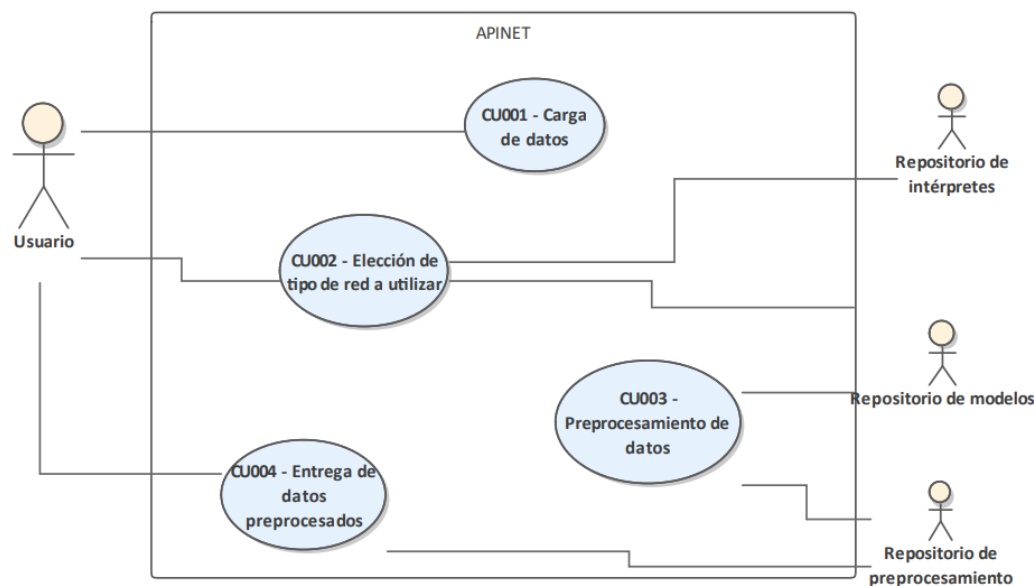 APINET
CU001 - Carga
de datos
Repositorio de
intérpretes
Usuario
CU002 - Elección de
tipo de red a utilizar
CU003 -
Preprocesamiento de
datos
Repositorio de modelos
CU004 - Entrega de
datos
preprocesados
Repositorio de
preprocesamiento